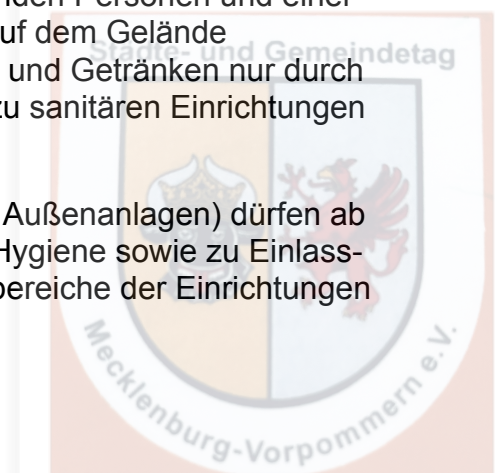 nden Personen und einer
uf dem Gelände
Städte- und Gemeindetag
und Getränken nur durch
zu sanitären Einrichtungen
Außenanlagen) dürfen ab
Hygiene sowie zu Einlass-
bereiche der Einrichtungen
Mecklenburg-Vorpommern e.V.